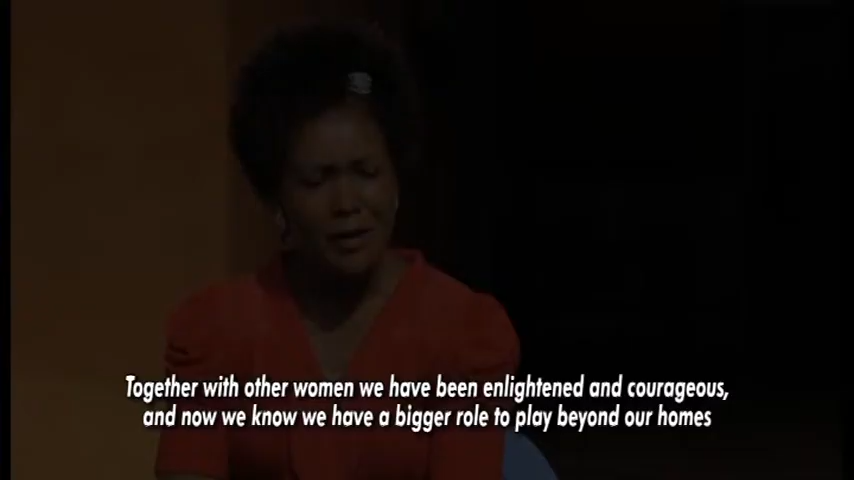 Together with other women we have been enlightened and courageous,
and now we know we have a bigger role to play beyond our homes